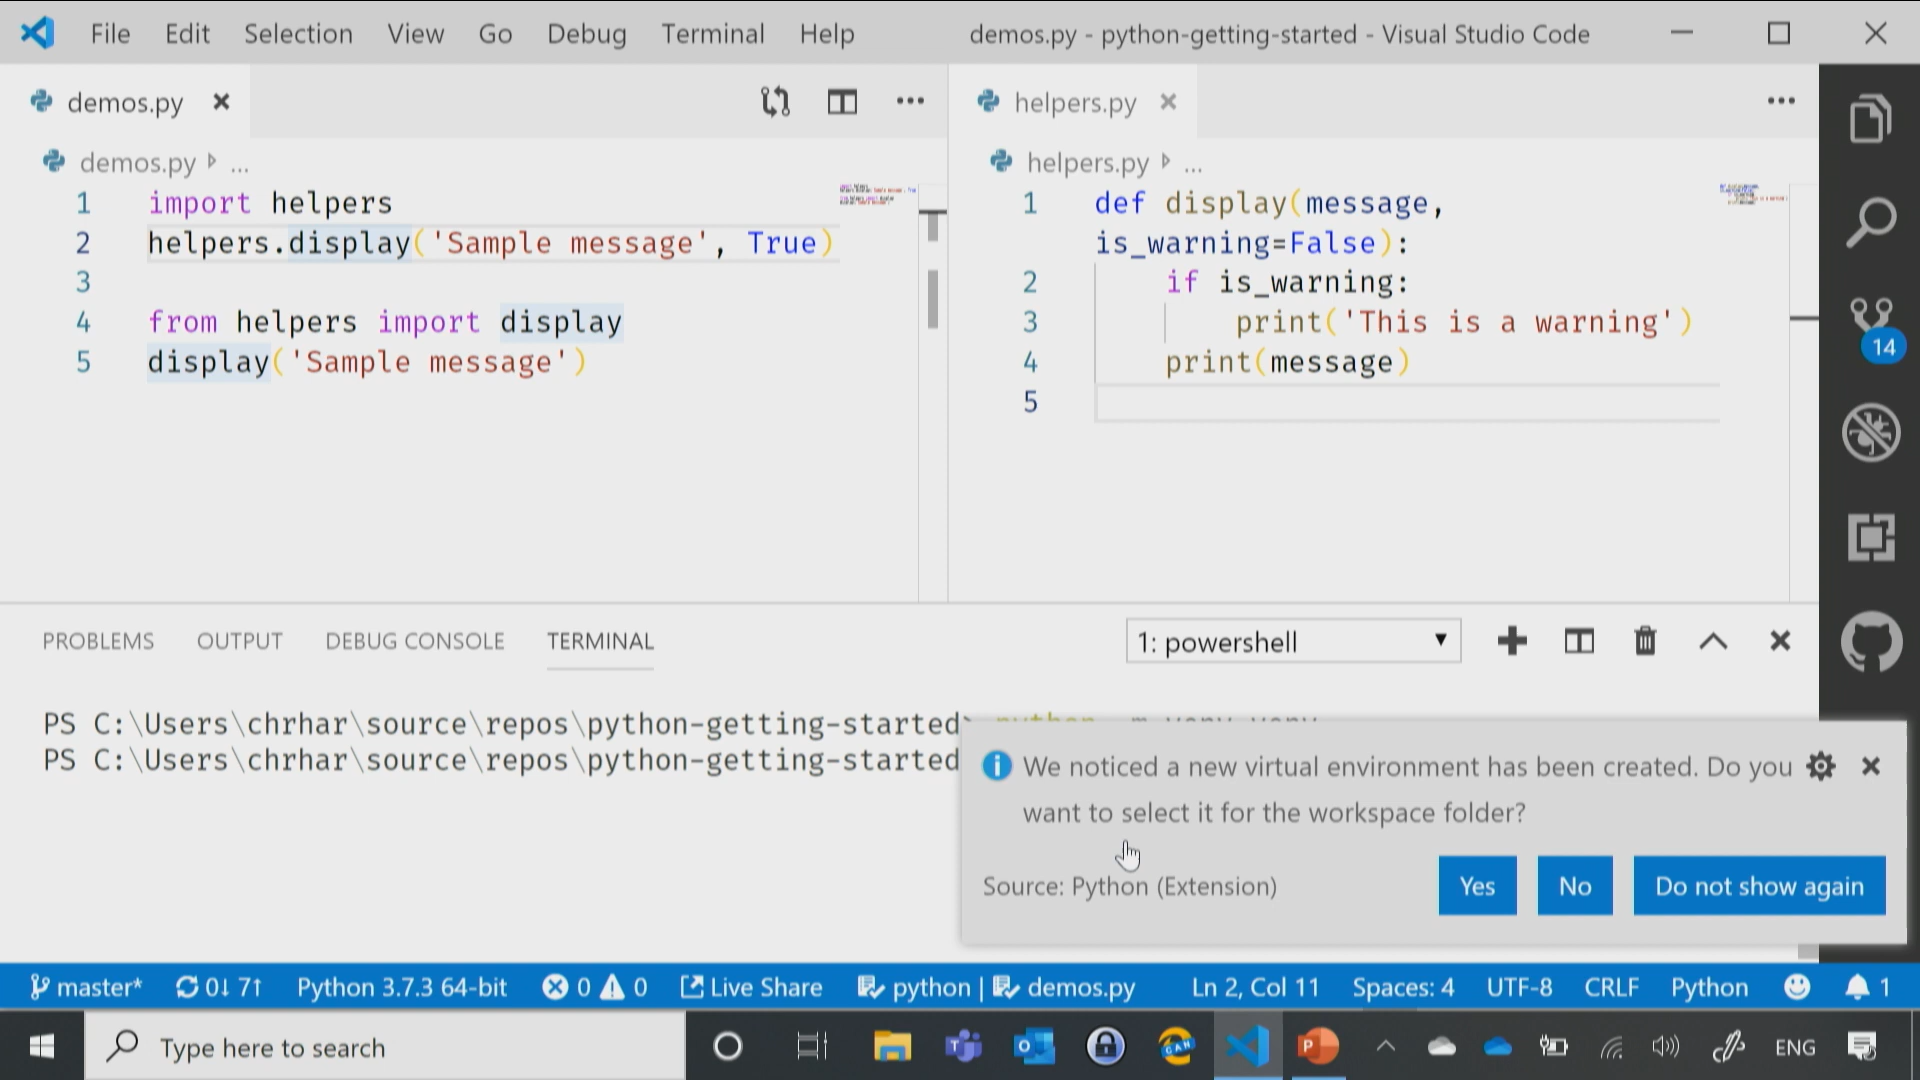 File Edit Selection View Go Debug Terminal Help demos.py - python-getting-started - Visual Studio Code
demos.py
demos.py ...
1 import helpers
2 helpers.display('Sample message', True)
3
4 from helpers import display
5 display('Sample message')
helpers.py
helpers.py ...
1 def display(message,
is_warning=False):
2 if is_warning:
3 print('This is a warning')
4 print(message)
5
14
PROBLEMS OUTPUT DEBUG CONSOLE TERMINAL 1: powershell
PS C:\Users\chrhar\source\repos\python-getting-started>
PS C:\Users\chrhar\source\repos\python-getting-started
We noticed a new virtual environment has been created. Do you
want to select it for the workspace folder?
Source: Python (Extension) Yes No Do not show again
master* 0↓ 7↑ Python 3.7.3 64-bit 0 0 Live Share python | demos.py Ln 2, Col 11 Spaces: 4 UTF-8 CRLF Python 1
Type here to search CAN ENG